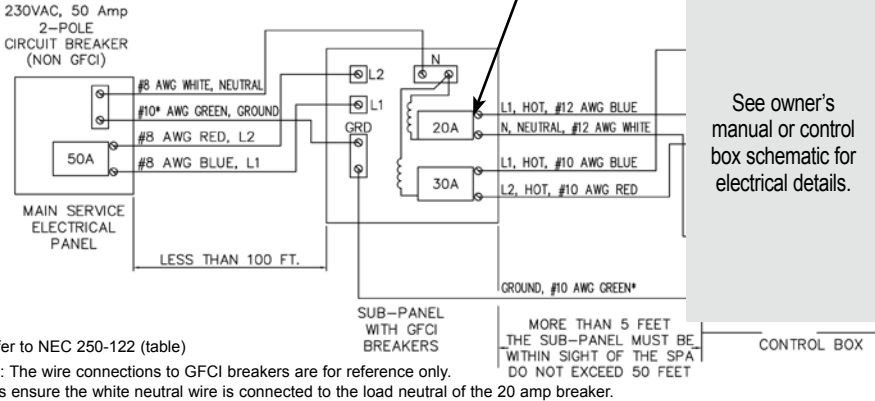 230VAC, 50 Amp
2-POLE
CIRCUIT BREAKER
(NON GFCI)
#8 AWG WHITE, NEUTRAL
#10* AWG GREEN, GROUND
#8 AWG RED, L2
#8 AWG BLUE, L1
50A
MAIN SERVICE
ELECTRICAL
PANEL
LESS THAN 100 FT.
L2
L1
GRD
N
20A
30A
L1, HOT, #12 AWG BLUE
N, NEUTRAL, #12 AWG WHITE
L1, HOT, #10 AWG BLUE
L2, HOT, #10 AWG RED
GROUND, #10 AWG GREEN*
SUB-PANEL
WITH GFCI
BREAKERS
MORE THAN 5 FEET
THE SUB-PANEL MUST BE
WITHIN SIGHT OF THE SPA
DO NOT EXCEED 50 FEET
See owner's
manual or control
box schematic for
electrical details.
CONTROL BOX
fer to NEC 250-122 (table)
: The wire connections to GFCI breakers are for reference only.
s ensure the white neutral wire is connected to the load neutral of the 20 amp breaker.